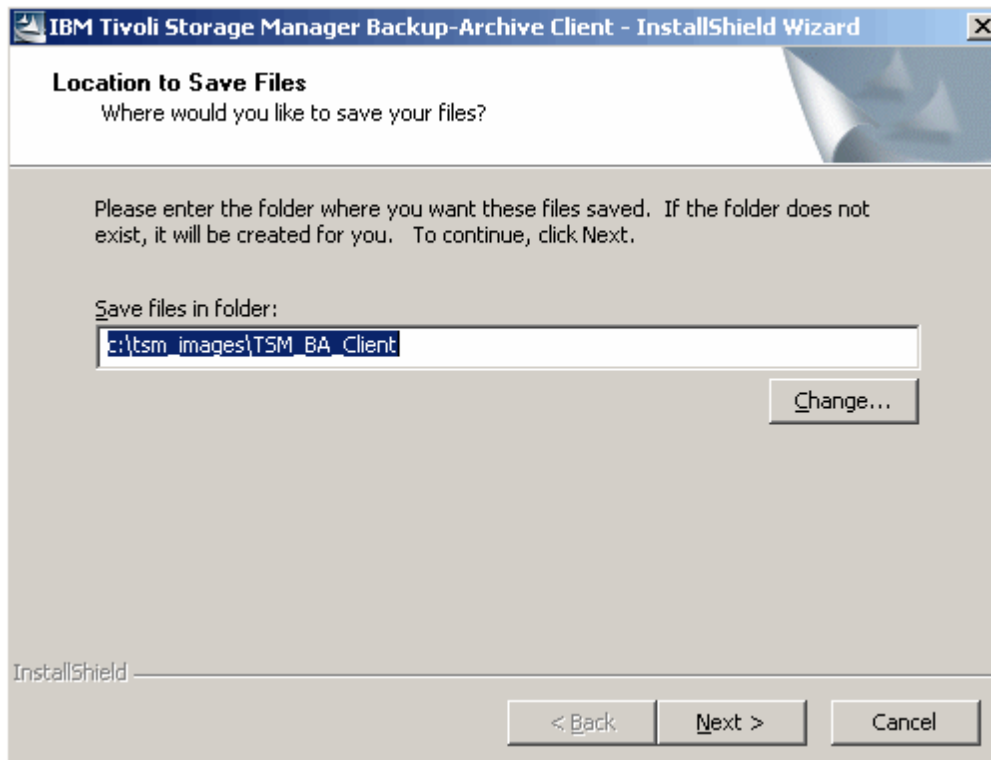 IBM Tivoli Storage Manager Backup-Archive Client - InstallShield Wizard
Location to Save Files
Where would you like to save your files?
Please enter the folder where you want these files saved.  If the folder does not
exist, it will be created for you.   To continue, click Next.
Save files in folder:
c:\tsm_images\TSM_BA_Client
Change...
InstallShield
< Back
Next >
Cancel